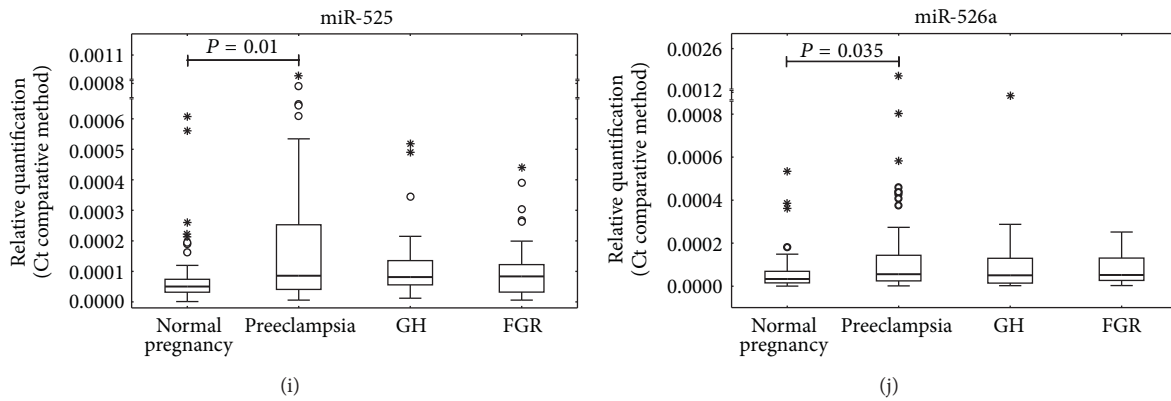 miR-525
Relative quantification
(Ct comparative method)
0.0011
0.0008
0.0006
0.0005
0.0004
0.0003
0.0002
0.0001
0.0000
P = 0.01
Normal pregnancy
Preeclampsia
GH
FGR
(i)
miR-526a
Relative quantification
(Ct comparative method)
0.0026
0.0012
0.0008
0.0006
0.0004
0.0002
0.0000
P = 0.035
Normal pregnancy
Preeclampsia
GH
FGR
(j)